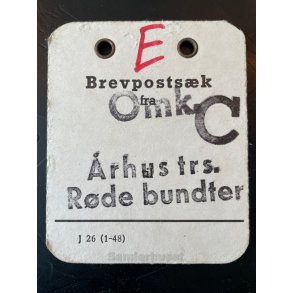 E
Brevpostsæk
fra Omk. C
Århus trs.
Røde bundter
J 26 (1-48)